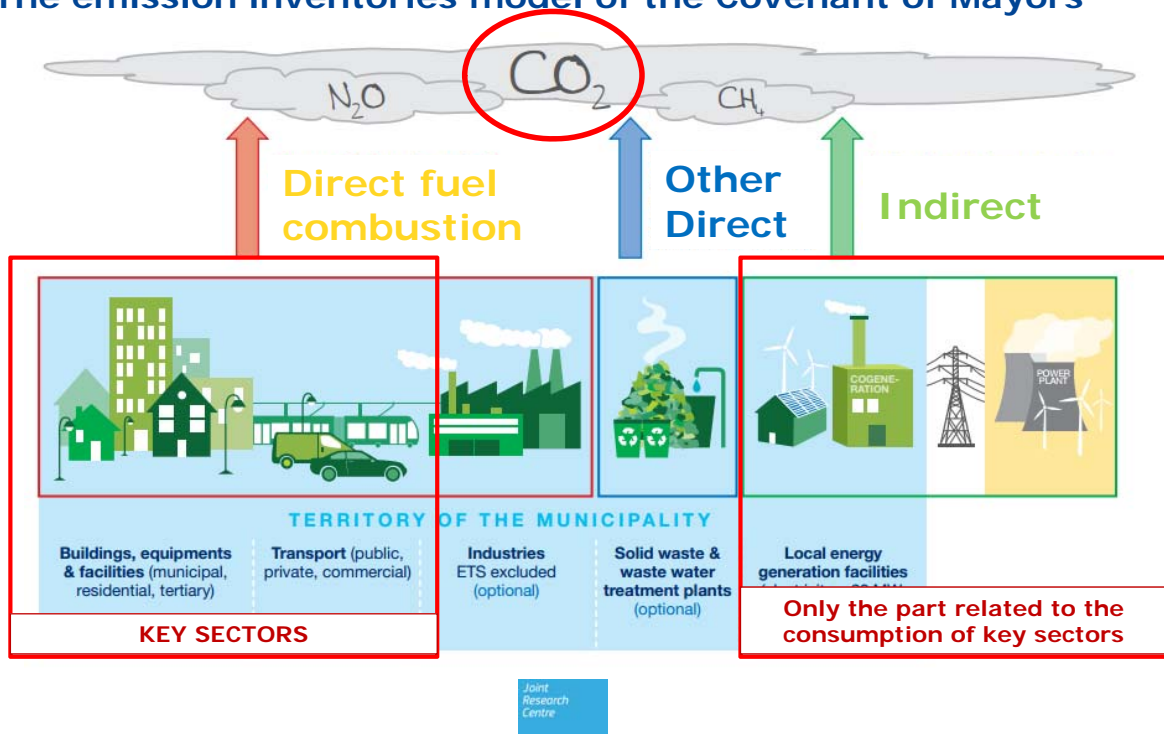 The emission inventories model of the Covenant of Mayors
CO₂
N₂O
CH₄
Direct fuel
combustion
Other
Direct
Indirect
COGENE-
RATION
POWER
PLANT
TERRITORY OF THE MUNICIPALITY
Buildings, equipments
& facilities (municipal,
residential, tertiary)
Transport (public,
private, commercial)
Industries
ETS excluded
(optional)
Solid waste &
waste water
treatment plants
(optional)
Local energy
generation facilities
KEY SECTORS
Only the part related to the
consumption of key sectors
Joint
Research
Centre